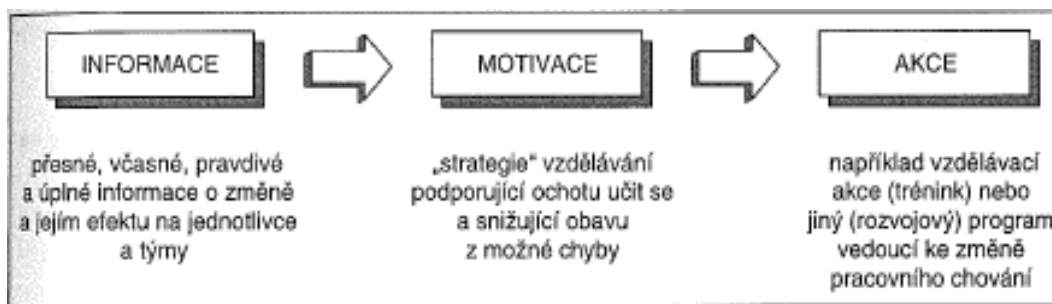 INFORMACE
MOTIVACE
AKCE
přesné, včasné, pravdivé
a úplné informace o změně
a jejím efektu na jednotlivce
a týmy
„strategie" vzdělávání
podporující ochotu učit se
a snižující obavu
z možné chyby
například vzdělávací
akce (trénink) nebo
jiný (rozvojový) program
vedoucí ke změně
pracovního chování